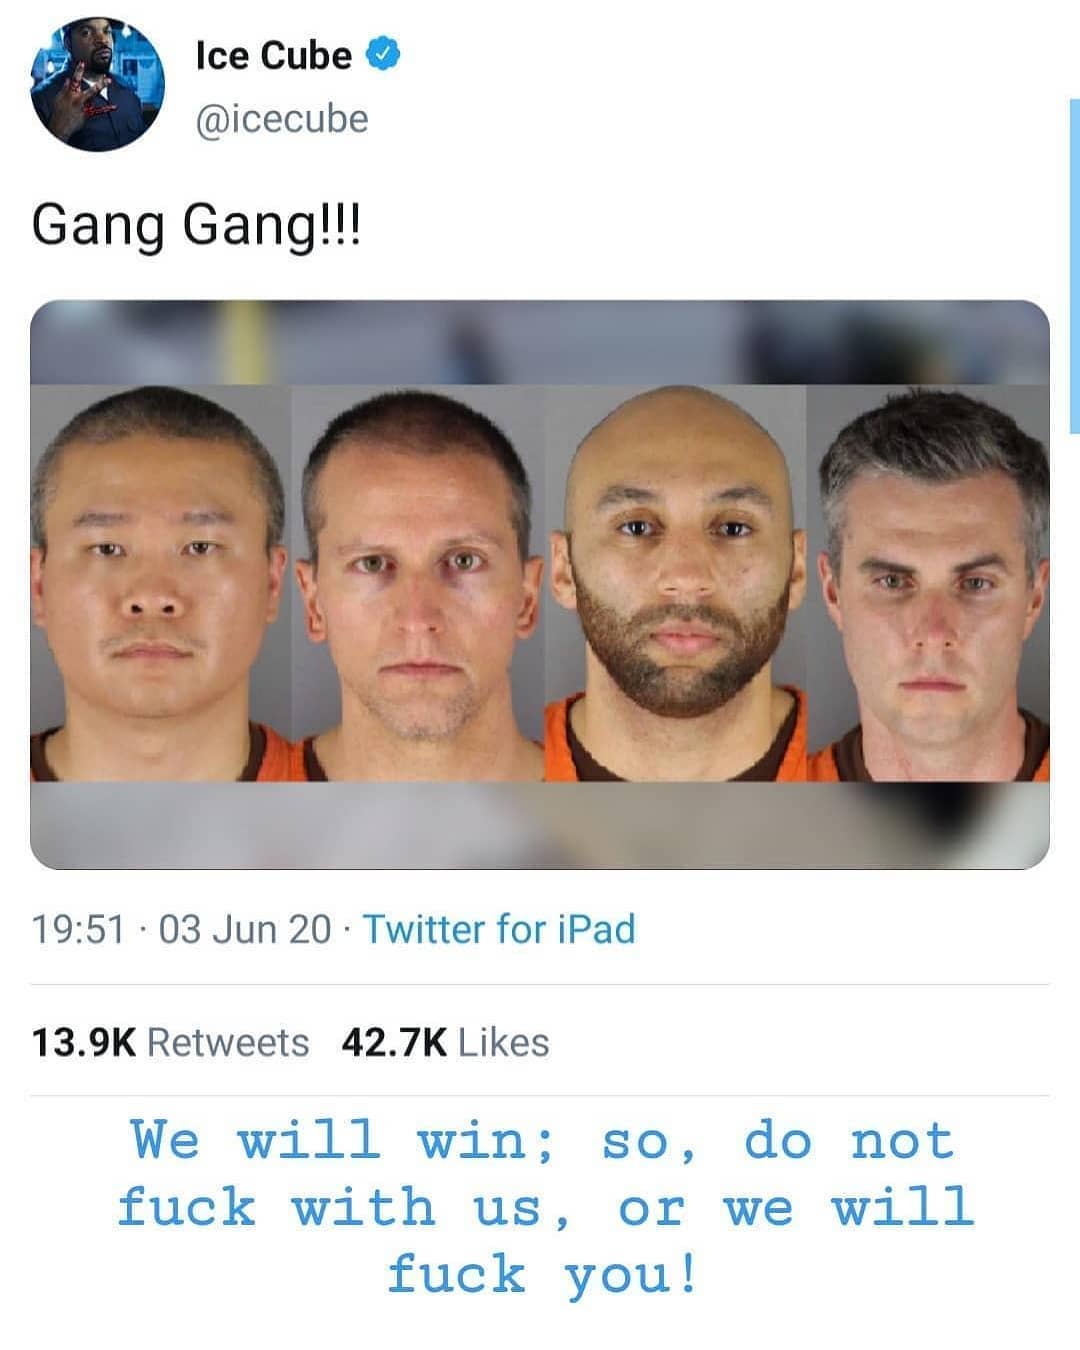 Ice Cube
@icecube
Gang Gang!!!
19:51 · 03 Jun 20 · Twitter for iPad
13.9K Retweets 42.7K Likes
We will win; so, do not
fuck with us, or we will
fuck you!